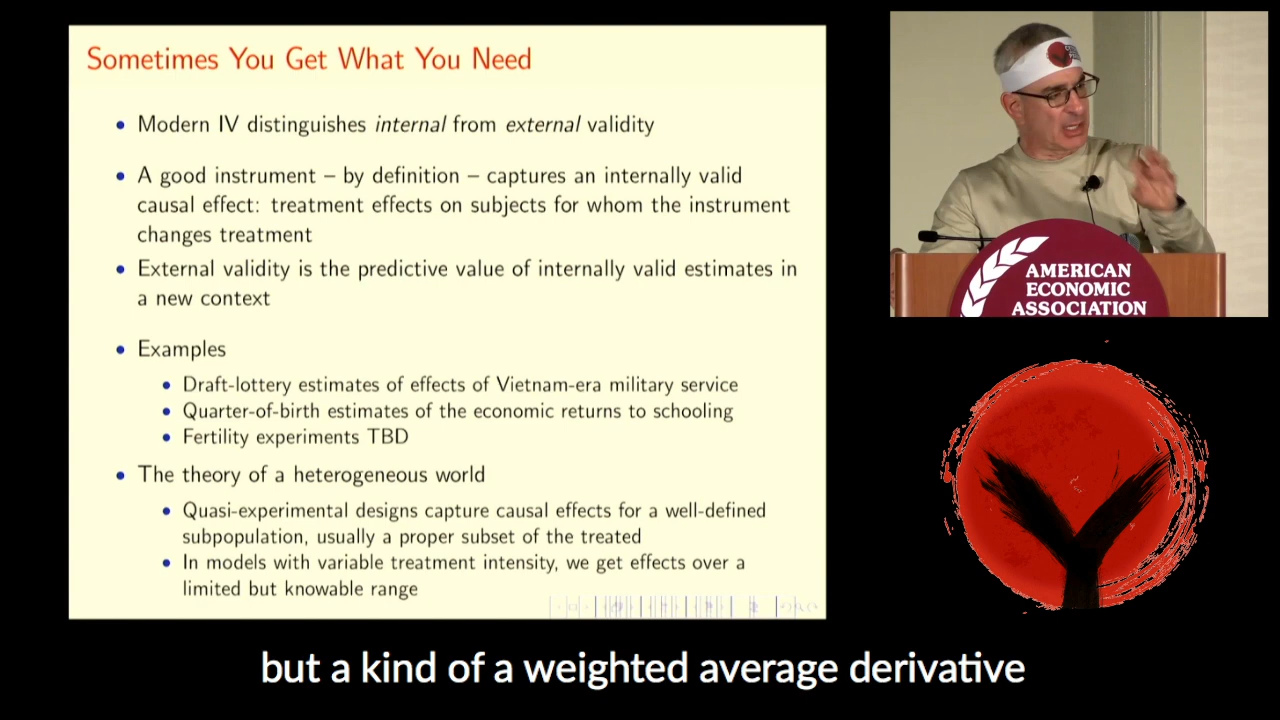 Sometimes You Get What You Need
• Modern IV distinguishes internal from external validity
• A good instrument – by definition – captures an internally valid
causal effect: treatment effects on subjects for whom the instrument
changes treatment
• External validity is the predictive value of internally valid estimates in
a new context
• Examples
• Draft-lottery estimates of effects of Vietnam-era military service
• Quarter-of-birth estimates of the economic returns to schooling
• Fertility experiments TBD
• The theory of a heterogeneous world
• Quasi-experimental designs capture causal effects for a well-defined
subpopulation, usually a proper subset of the treated
• In models with variable treatment intensity, we get effects over a
limited but knowable range
AMERICAN
ECONOMIC
ASSOCIATION
but a kind of a weighted average derivative